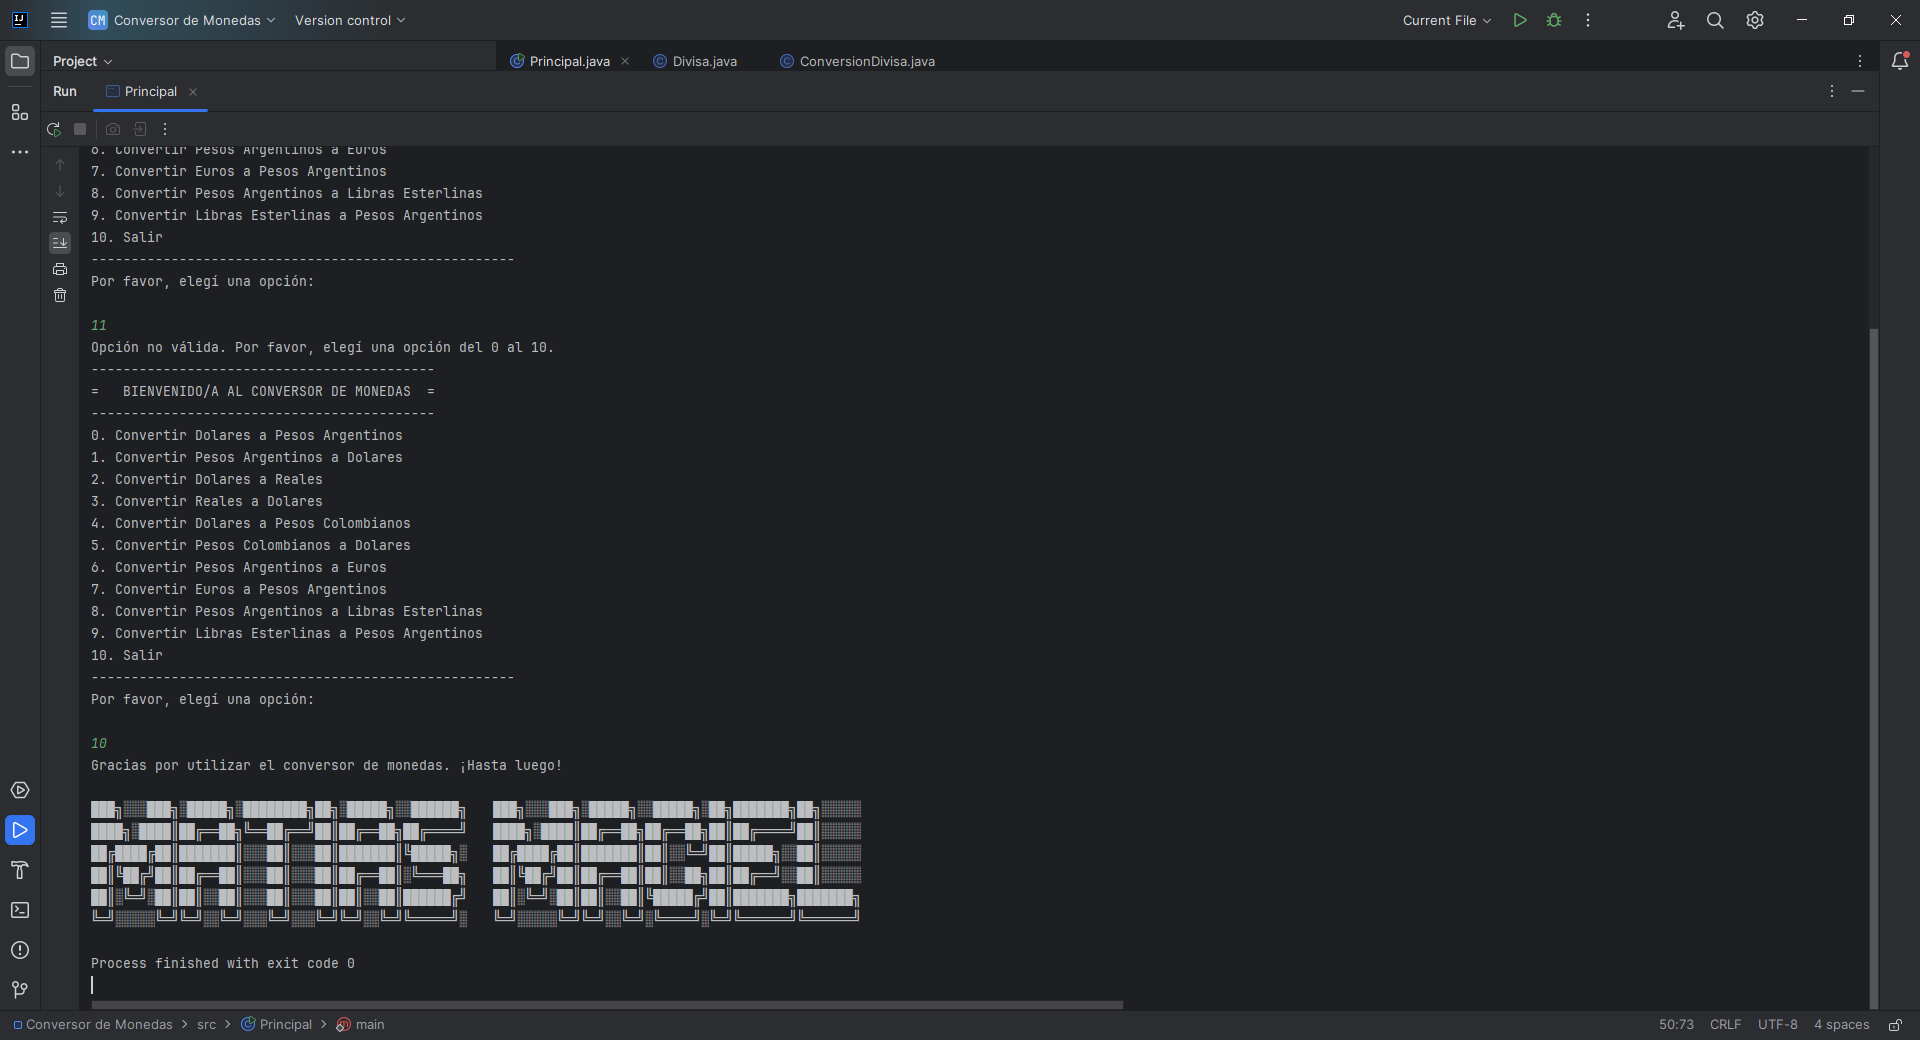 CM Conversor de Monedas Version control Current File
Project Principal.java Divisa.java ConversionDivisa.java
Run Principal
6. Convertir Pesos Argentinos a Euros
7. Convertir Euros a Pesos Argentinos
8. Convertir Pesos Argentinos a Libras Esterlinas
9. Convertir Libras Esterlinas a Pesos Argentinos
10. Salir
-----------------------------------------------------
Por favor, elegí una opción:
11
Opción no válida. Por favor, elegí una opción del 0 al 10.
-------------------------------------------
=   BIENVENIDO/A AL CONVERSOR DE MONEDAS  =
-------------------------------------------
0. Convertir Dolares a Pesos Argentinos
1. Convertir Pesos Argentinos a Dolares
2. Convertir Dolares a Reales
3. Convertir Reales a Dolares
4. Convertir Dolares a Pesos Colombianos
5. Convertir Pesos Colombianos a Dolares
6. Convertir Pesos Argentinos a Euros
7. Convertir Euros a Pesos Argentinos
8. Convertir Pesos Argentinos a Libras Esterlinas
9. Convertir Libras Esterlinas a Pesos Argentinos
10. Salir
-----------------------------------------------------
Por favor, elegí una opción:
10
Gracias por utilizar el conversor de monedas. ¡Hasta luego!
MATIAS MACIEL
Process finished with exit code 0
Conversor de Monedas > src > Principal > main 50:73 CRLF UTF-8 4 spaces